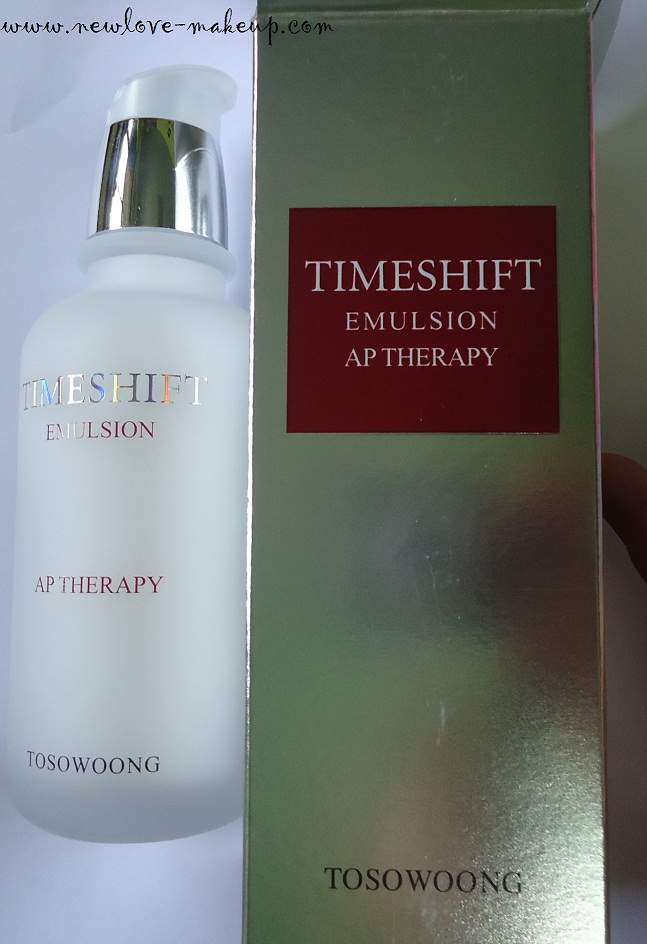 www.newlove-makeup.com
TIMESHIFT
EMULSION
AP THERAPY
TOSOWOONG
TIMESHIFT
EMULSION
AP THERAPY
TOSOWOONG